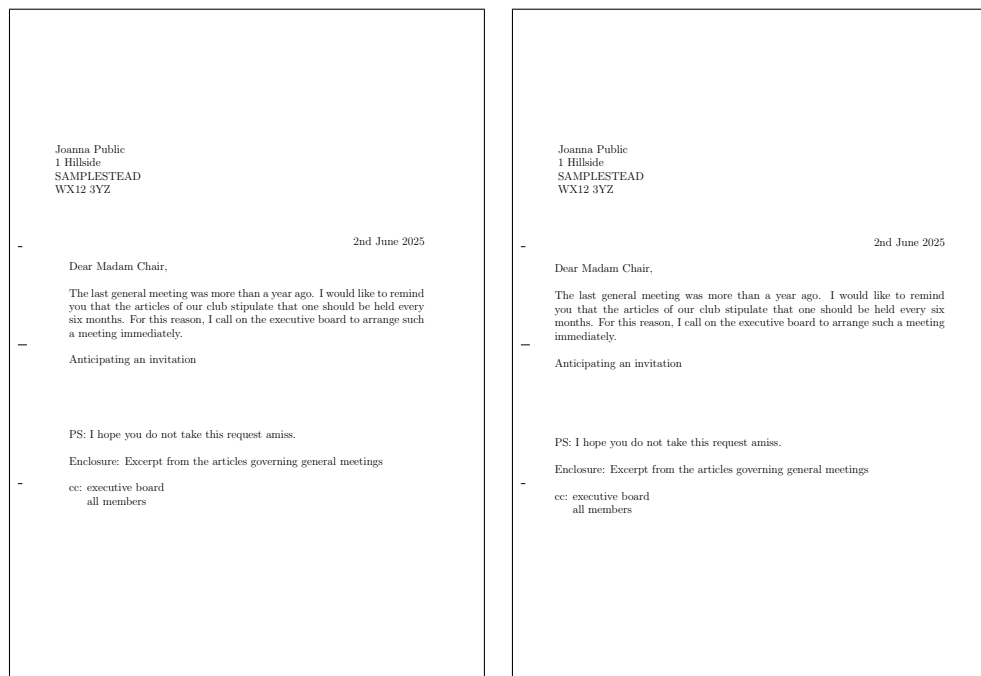 Joanna Public
1 Hillside
SAMPLESTEAD
WX12 3YZ
2nd June 2025
Dear Madam Chair,
The last general meeting was more than a year ago. I would like to remind
you that the articles of our club stipulate that one should be held every
six months. For this reason, I call on the executive board to arrange such
a meeting immediately.
Anticipating an invitation
PS: I hope you do not take this request amiss.
Enclosure: Excerpt from the articles governing general meetings
cc: executive board
all members
Joanna Public
1 Hillside
SAMPLESTEAD
WX12 3YZ
2nd June 2025
Dear Madam Chair,
The last general meeting was more than a year ago. I would like to remind
you that the articles of our club stipulate that one should be held every six
months. For this reason, I call on the executive board to arrange such a meeting
immediately.
Anticipating an invitation
PS: I hope you do not take this request amiss.
Enclosure: Excerpt from the articles governing general meetings
cc: executive board
all members